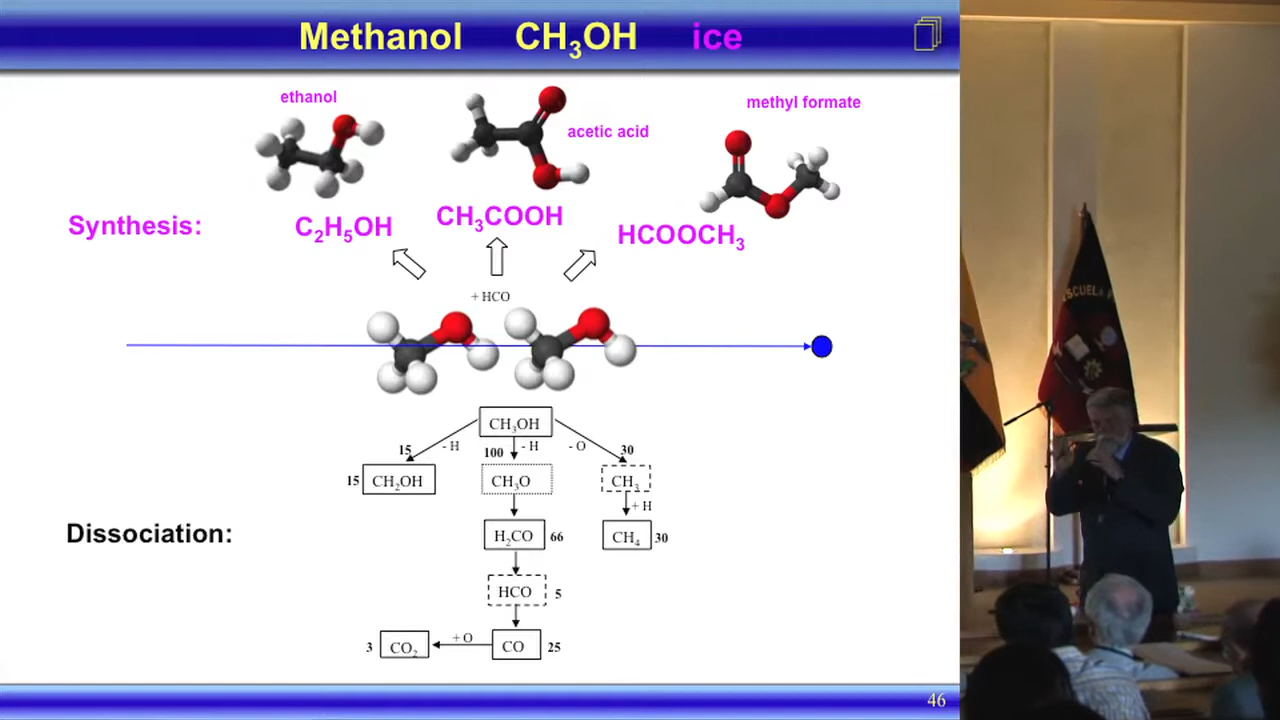 Methanol CH₃OH ice
ethanol
acetic acid
methyl formate
Synthesis:
C₂H₅OH
CH₃COOH
HCOOCH₃
+ HCO
CH₃OH
15
- H
100
- H
- O
30
15
CH₂OH
CH₃O
CH₃
+ H
Dissociation:
H₂CO
66
CH₄
30
HCO
5
3
CO₂
+ O
CO
25
46
ESCUELA